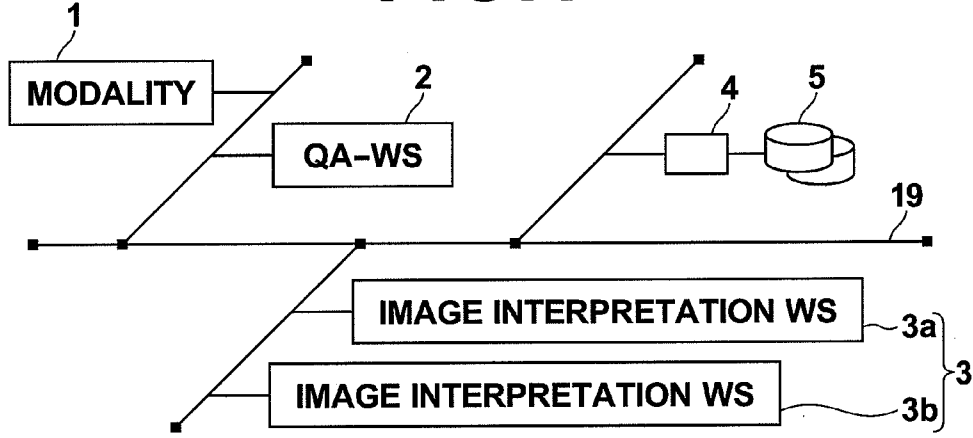 1
MODALITY
2
QA-WS
4
5
19
IMAGE INTERPRETATION WS
3a
IMAGE INTERPRETATION WS
3b
3